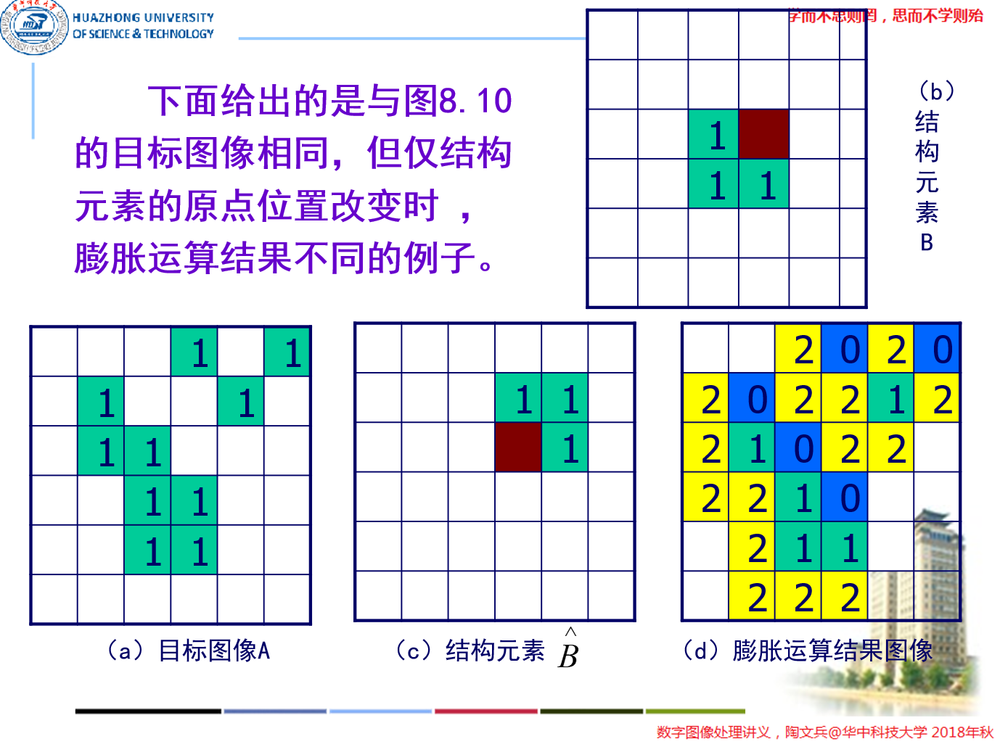 HUAZHONG UNIVERSITY
OF SCIENCE & TECHNOLOGY
学而不思则罔，思而不学则殆
下面给出的是与图8.10
的目标图像相同，但仅结构
元素的原点位置改变时 ，
膨胀运算结果不同的例子。
1
1 1
（b）
结
构
元
素
B
1 1
1 1
1 1
1 1
1 1
（a）目标图像A
1 1
1
（c）结构元素 B^
2 0 2 0
2 0 2 2 1 2
2 1 0 2 2
2 2 1 0
2 1 1
2 2 2
（d）膨胀运算结果图像
数字图像处理讲义，陶文兵@华中科技大学 2018年秋